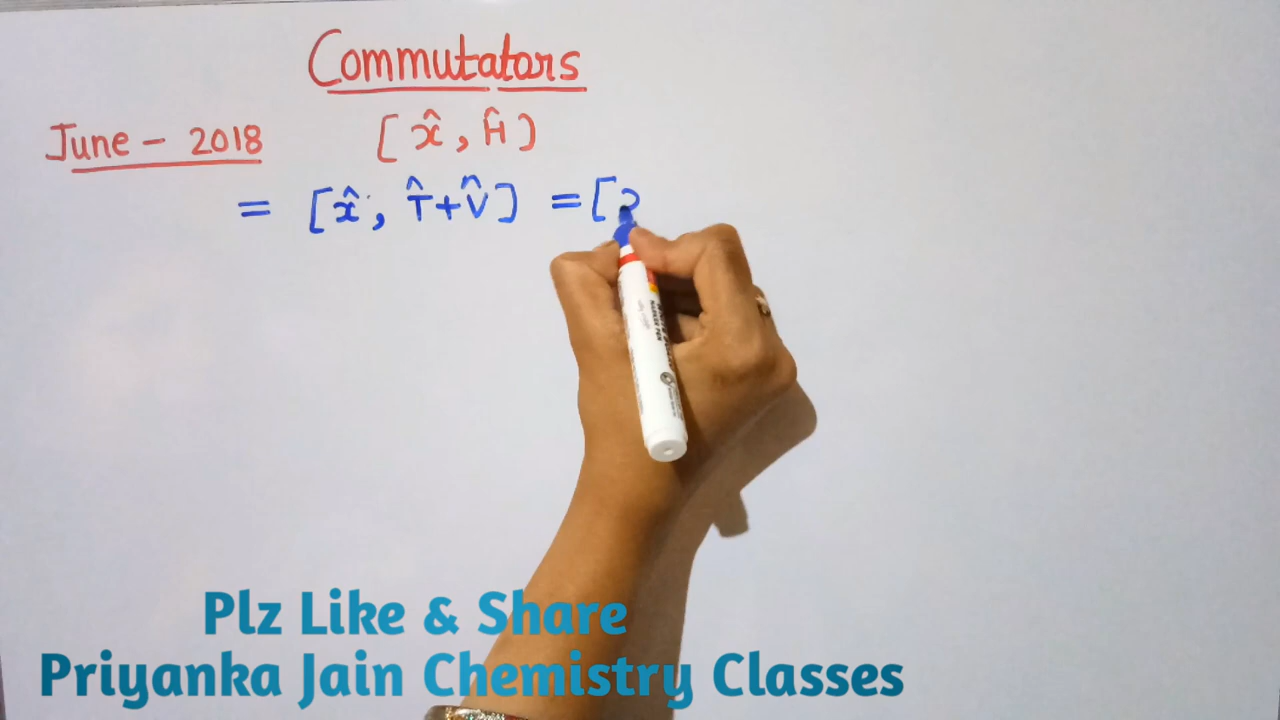 Commutators
June - 2018 [x̂, Ĥ]
= [x̂, T̂+V̂] = [
Plz Like & Share
Priyanka Jain Chemistry Classes